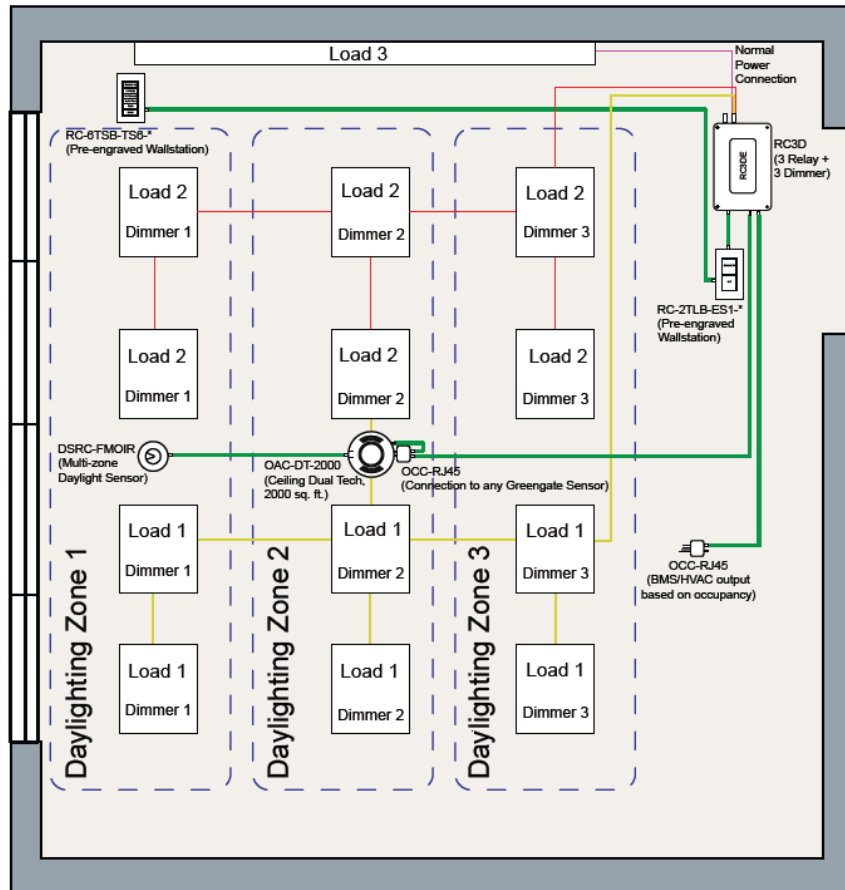 Load 3
Normal
Power
Connection
RC-6TSB-TS6-*
(Pre-engraved Wallstation)
RC3DE
RC3D
(3 Relay +
3 Dimmer)
Load 2
Dimmer 1
Load 2
Dimmer 2
Load 2
Dimmer 3
RC-2TLB-ES1-*
(Pre-engraved
Wallstation)
Load 2
Dimmer 1
Load 2
Dimmer 2
Load 2
Dimmer 3
DSRC-FMOIR
(Multi-zone
Daylight Sensor)
OAC-DT-2000
(Ceiling Dual Tech,
2000 sq. ft.)
OCC-RJ45
(Connection to any Greengate Sensor)
Load 1
Dimmer 1
Load 1
Dimmer 2
Load 1
Dimmer 3
OCC-RJ45
(BMS/HVAC output
based on occupancy)
Load 1
Dimmer 1
Load 1
Dimmer 2
Load 1
Dimmer 3
Daylighting Zone 1
Daylighting Zone 2
Daylighting Zone 3